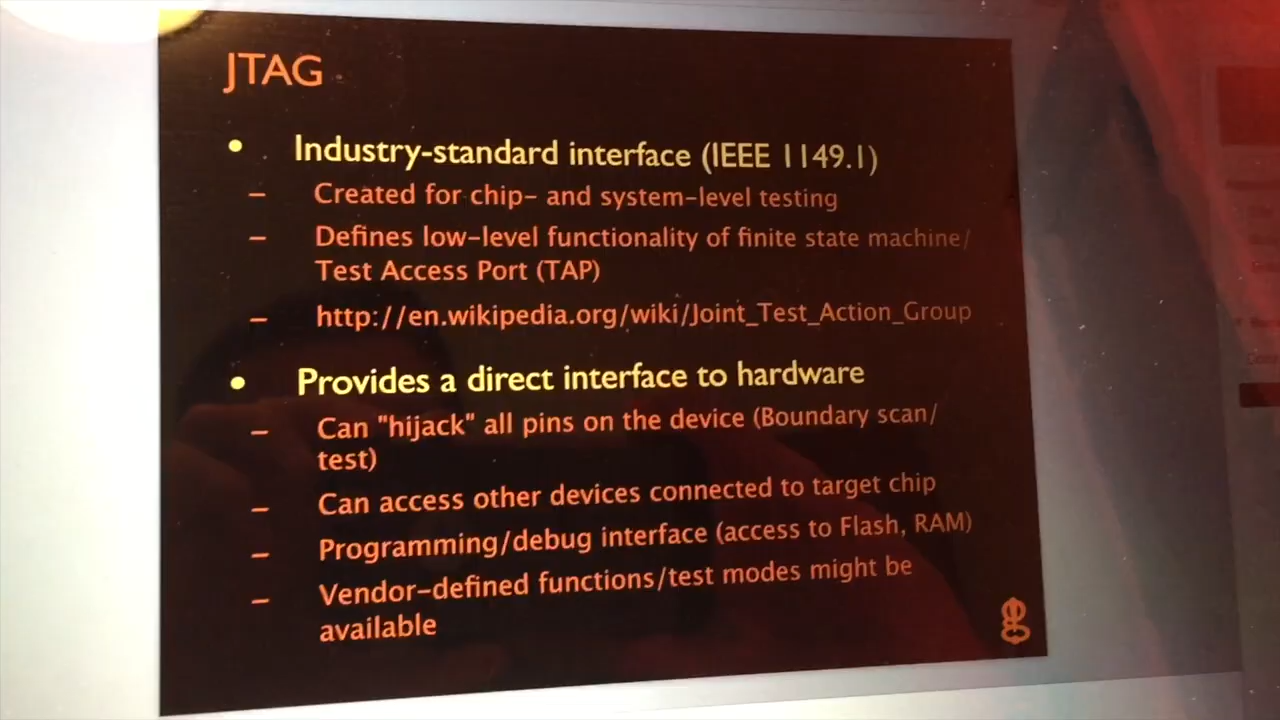 JTAG
• Industry-standard interface (IEEE 1149.1)
– Created for chip- and system-level testing
– Defines low-level functionality of finite state machine/
Test Access Port (TAP)
– http://en.wikipedia.org/wiki/Joint_Test_Action_Group
• Provides a direct interface to hardware
– Can "hijack" all pins on the device (Boundary scan/
test)
– Can access other devices connected to target chip
– Programming/debug interface (access to Flash, RAM)
– Vendor-defined functions/test modes might be
available